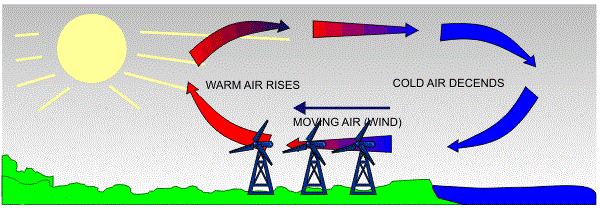 WARM AIR RISES
COLD AIR DECENDS
MOVING AIR (WIND)